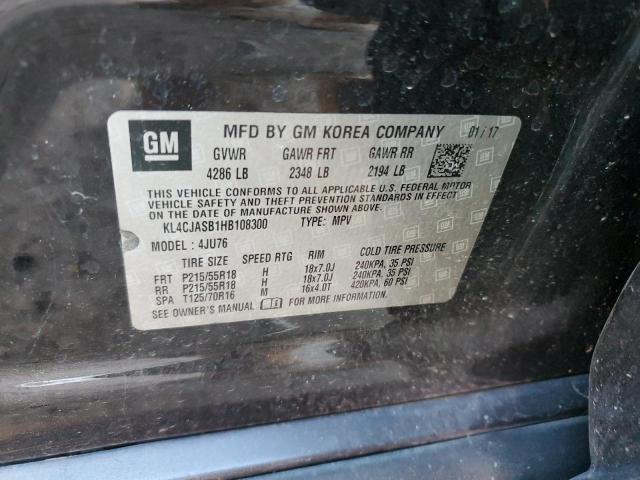 GM MFD BY GM KOREA COMPANY 01/17
GVWR GAWR FRT GAWR RR
4286 LB 2348 LB 2194 LB
THIS VEHICLE CONFORMS TO ALL APPLICABLE U.S. FEDERAL MOTOR
VEHICLE SAFETY AND THEFT PREVENTION STANDARDS IN EFFECT
ON THE DATE OF MANUFACTURE SHOWN ABOVE.
KL4CJASB1HB108300 TYPE: MPV
MODEL: 4JU76
TIRE SIZE SPEED RTG RIM COLD TIRE PRESSURE
FRT P215/55R18 H 18x7.0J 240KPA, 35 PSI
RR P215/55R18 H 18x7.0J 240KPA, 35 PSI
SPA T125/70R16 M 16x4.0T 420KPA, 60 PSI
SEE OWNER'S MANUAL FOR ADDITIONAL INFORMATION.